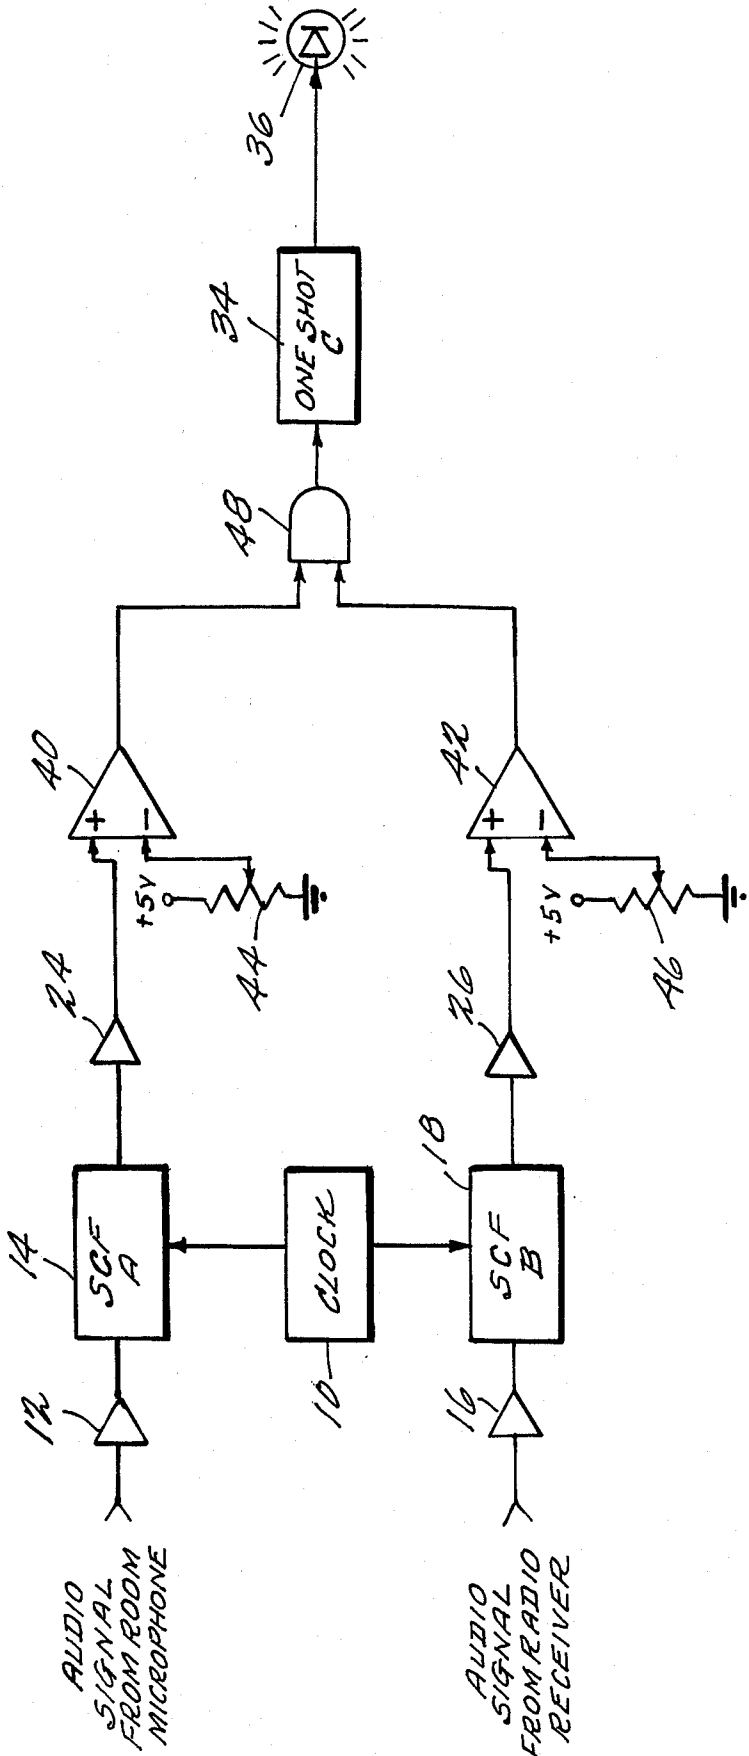 AUDIO
SIGNAL
FROM ROOM
MICROPHONE
12
14
SCF
A
24
+
-
40
+5V
44
CLOCK
10
AUDIO
SIGNAL
FROM RADIO
RECEIVER
16
18
SCF
B
26
+
-
42
+5V
46
48
34
ONE SHOT
C
36